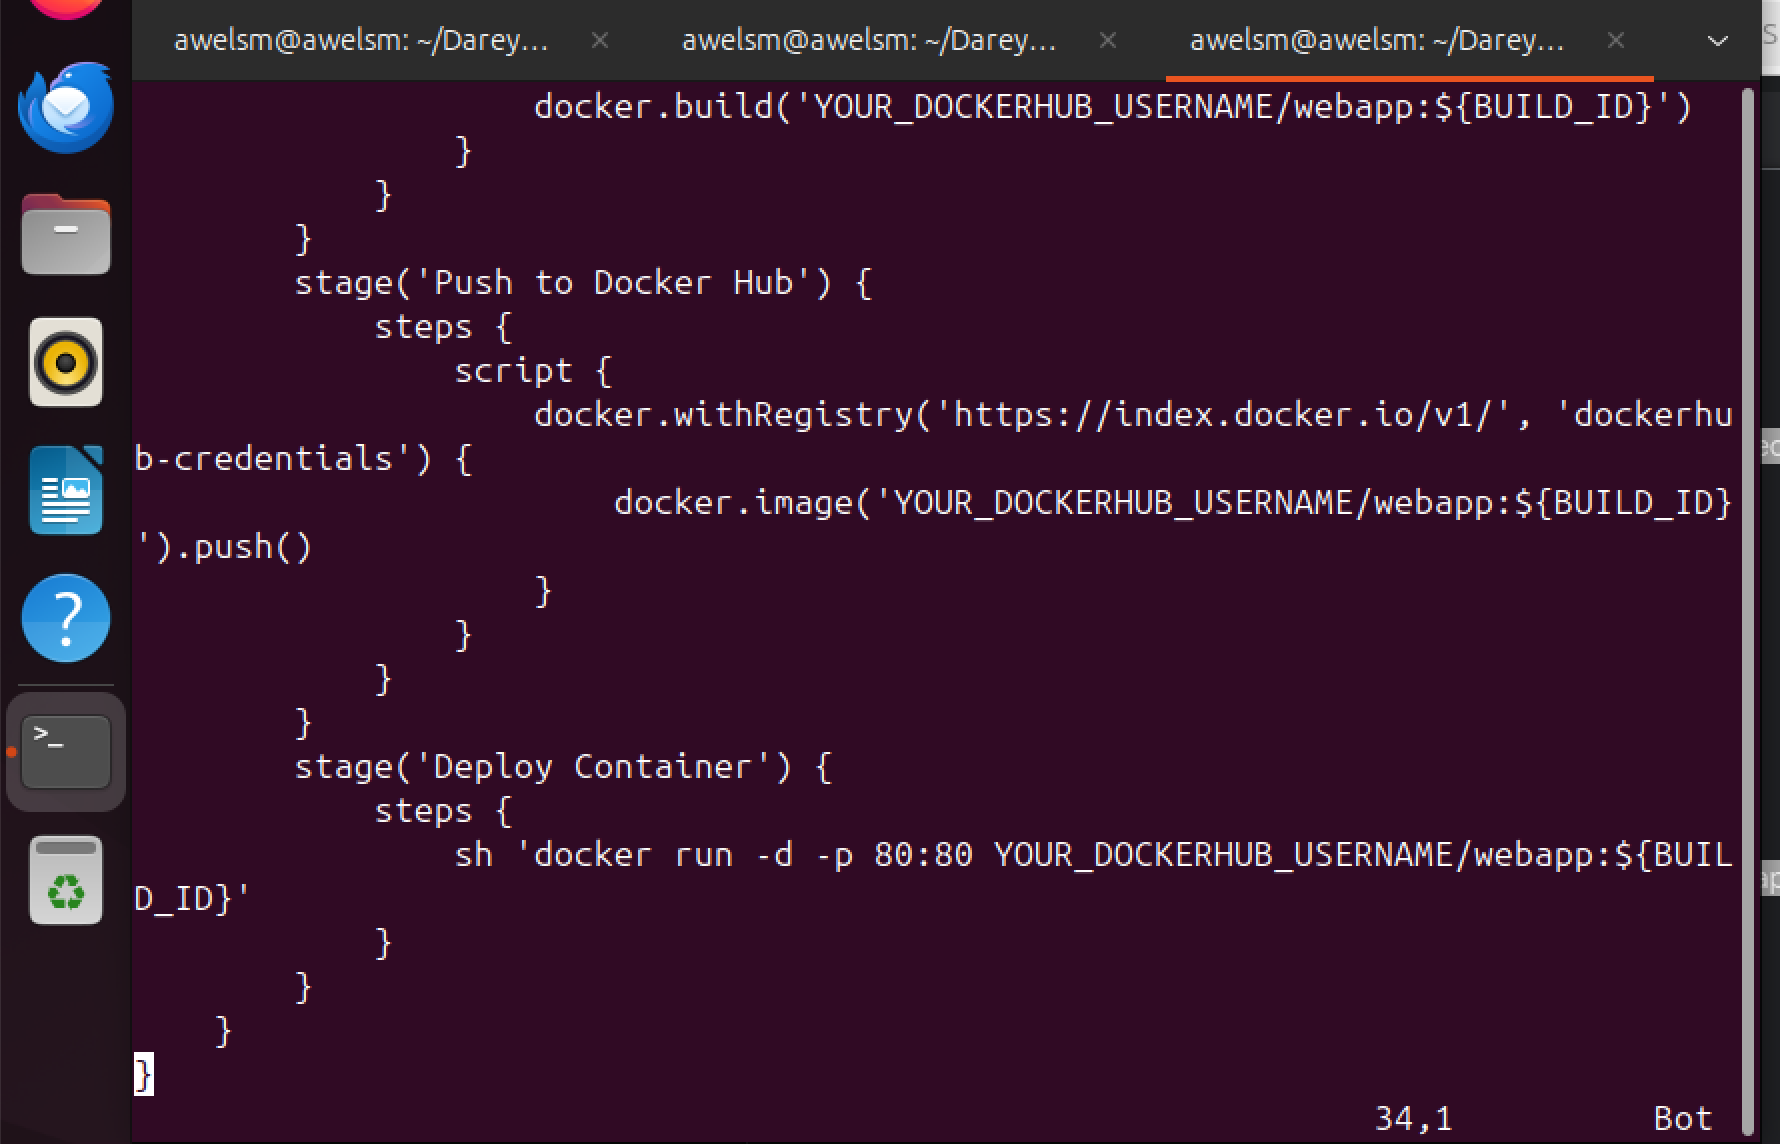 awelsm@awelsm: ~/Darey... × awelsm@awelsm: ~/Darey... × awelsm@awelsm: ~/Darey... ×
docker.build('YOUR_DOCKERHUB_USERNAME/webapp:${BUILD_ID}')
}
}
}
stage('Push to Docker Hub') {
steps {
script {
docker.withRegistry('https://index.docker.io/v1/', 'dockerhu
b-credentials') {
docker.image('YOUR_DOCKERHUB_USERNAME/webapp:${BUILD_ID}
').push()
}
}
}
}
stage('Deploy Container') {
steps {
sh 'docker run -d -p 80:80 YOUR_DOCKERHUB_USERNAME/webapp:${BUIL
D_ID}'
}
}
}
}
34,1 Bot